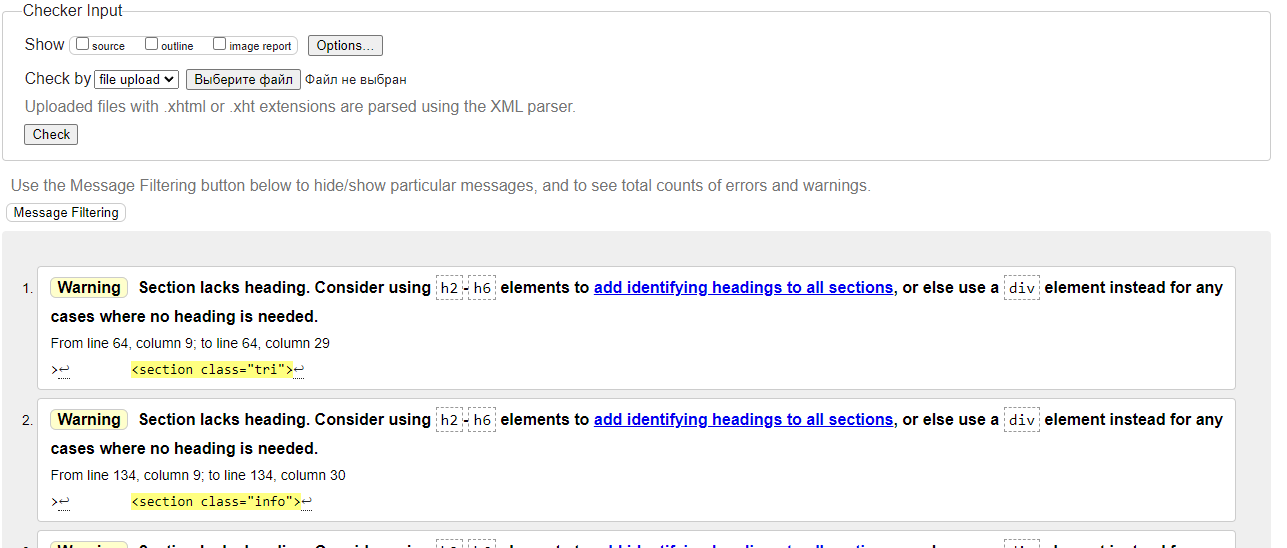 Checker Input
Show source outline image report Options...
Check by file upload Выберите файл Файл не выбран
Uploaded files with .xhtml or .xht extensions are parsed using the XML parser.
Check
Use the Message Filtering button below to hide/show particular messages, and to see total counts of errors and warnings.
Message Filtering
1. Warning Section lacks heading. Consider using h2-h6 elements to add identifying headings to all sections, or else use a div element instead for any
cases where no heading is needed.
From line 64, column 9; to line 64, column 29
>↩ <section class="tri">↩
2. Warning Section lacks heading. Consider using h2-h6 elements to add identifying headings to all sections, or else use a div element instead for any
cases where no heading is needed.
From line 134, column 9; to line 134, column 30
>↩ <section class="info">↩